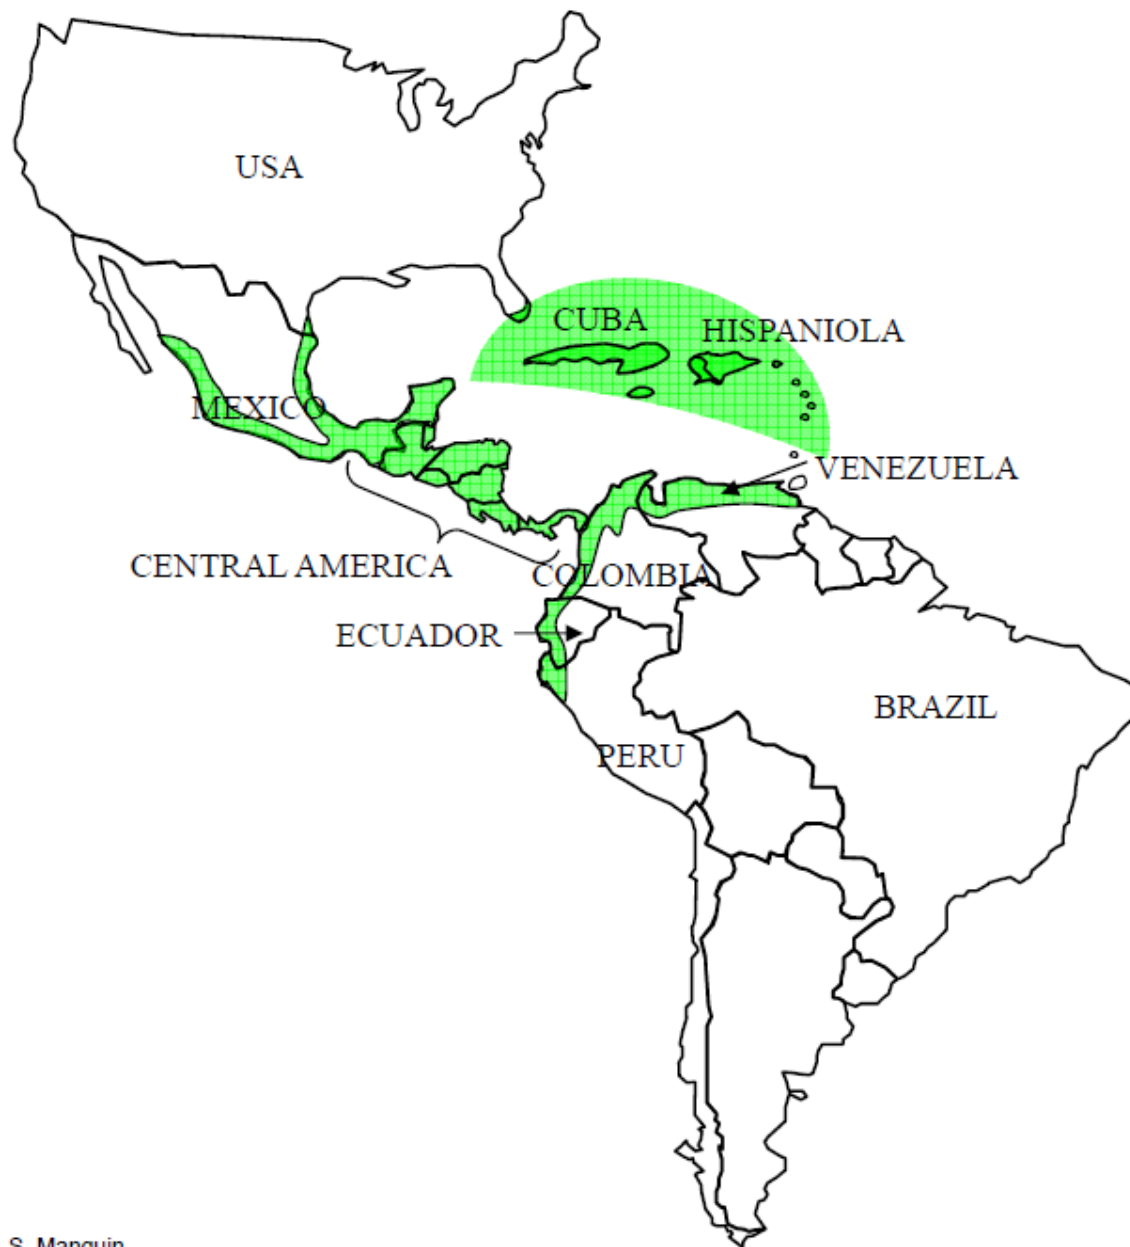 USA
CUBA
HISPANIOLA
MEXICO
VENEZUELA
CENTRAL AMERICA
COLOMBIA
ECUADOR
BRAZIL
PERU
S. Manguin